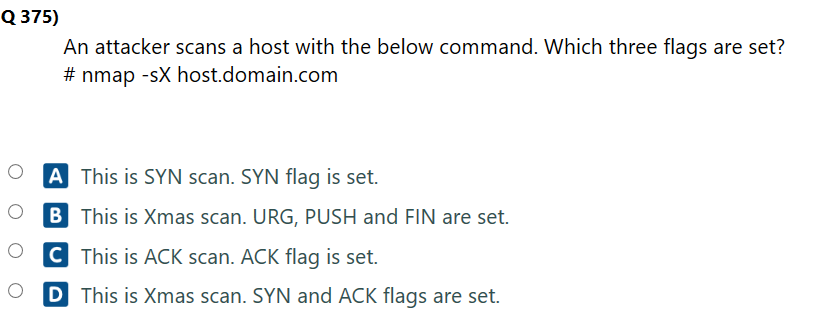 Q 375)
An attacker scans a host with the below command. Which three flags are set?
# nmap -sX host.domain.com
A This is SYN scan. SYN flag is set.
B This is Xmas scan. URG, PUSH and FIN are set.
C This is ACK scan. ACK flag is set.
D This is Xmas scan. SYN and ACK flags are set.